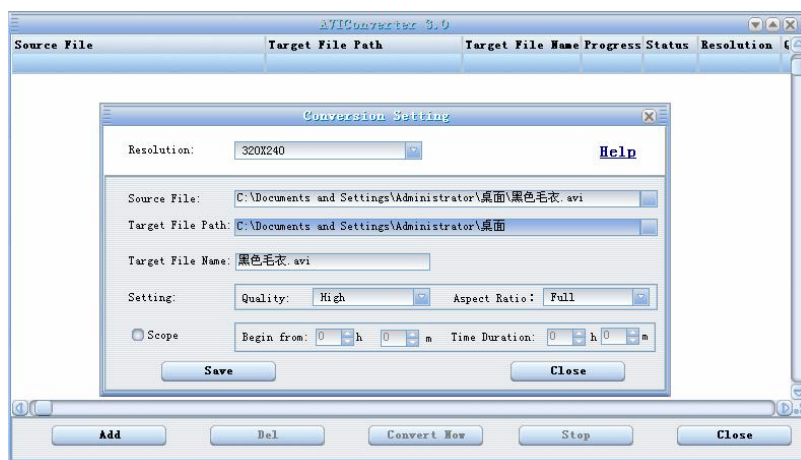 AVIConverter 3.0
Source File Target File Path Target File Name Progress Status Resolution
Conversion Setting
Resolution: 320X240 Help
Source File: C:\Documents and Settings\Administrator\桌面\黑色毛衣.avi
Target File Path: C:\Documents and Settings\Administrator\桌面
Target File Name: 黑色毛衣.avi
Setting: Quality: High Aspect Ratio: Full
Scope Begin from: 0 h 0 m Time Duration: 0 h 0 m
Save Close
Add Del Convert Now Stop Close